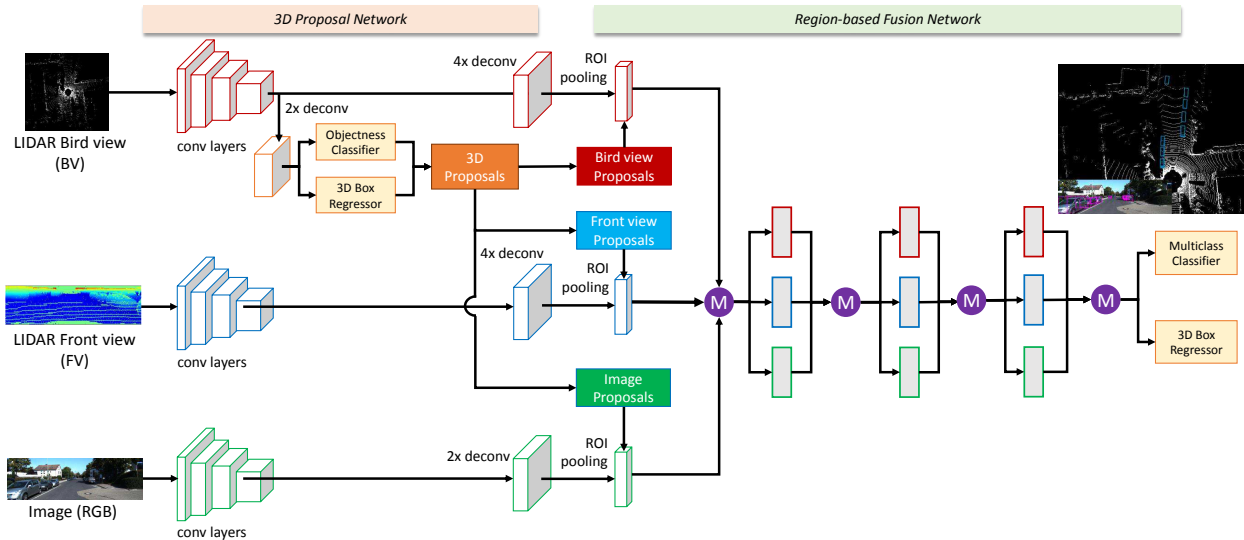 3D Proposal Network
Region-based Fusion Network
LIDAR Bird view
(BV)
conv layers
2x deconv
4x deconv
ROI
pooling
Objectness
Classifier
3D Box
Regressor
3D
Proposals
Bird view
Proposals
Front view
Proposals
LIDAR Front view
(FV)
conv layers
4x deconv
ROI
pooling
M
M
M
M
Multiclass
Classifier
3D Box
Regressor
Image
Proposals
Image (RGB)
conv layers
2x deconv
ROI
pooling